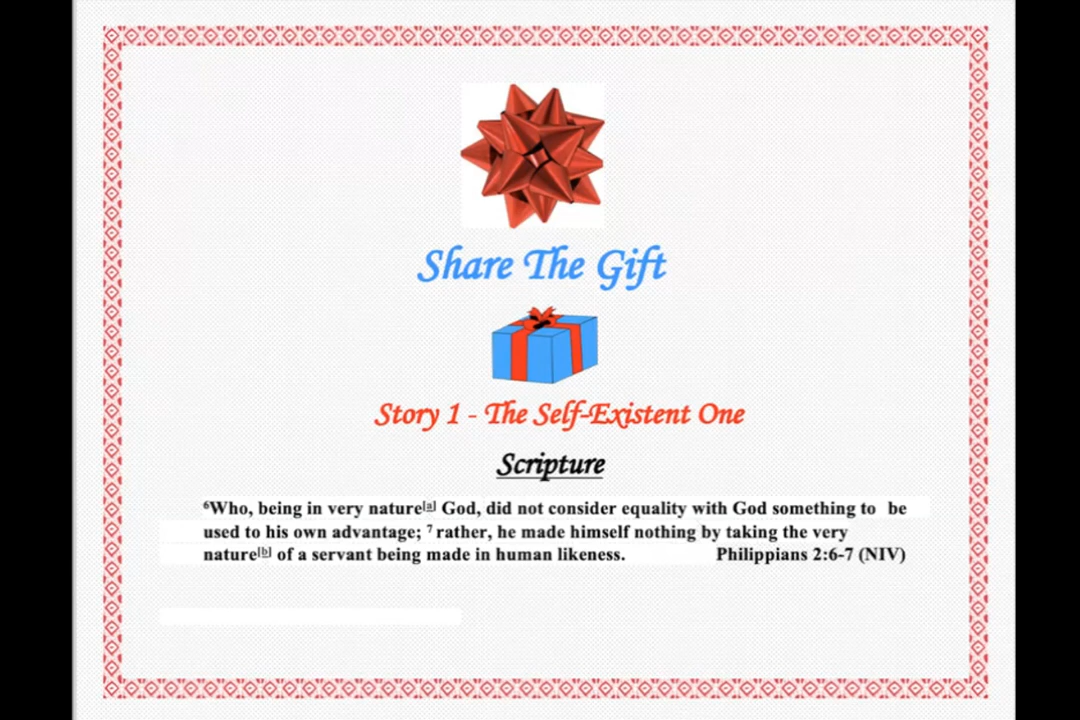 Share The Gift
Story 1 - The Self-Existent One
Scripture
⁶Who, being in very nature[a] God, did not consider equality with God something to be
used to his own advantage; ⁷ rather, he made himself nothing by taking the very
nature[b] of a servant being made in human likeness. Philippians 2:6-7 (NIV)